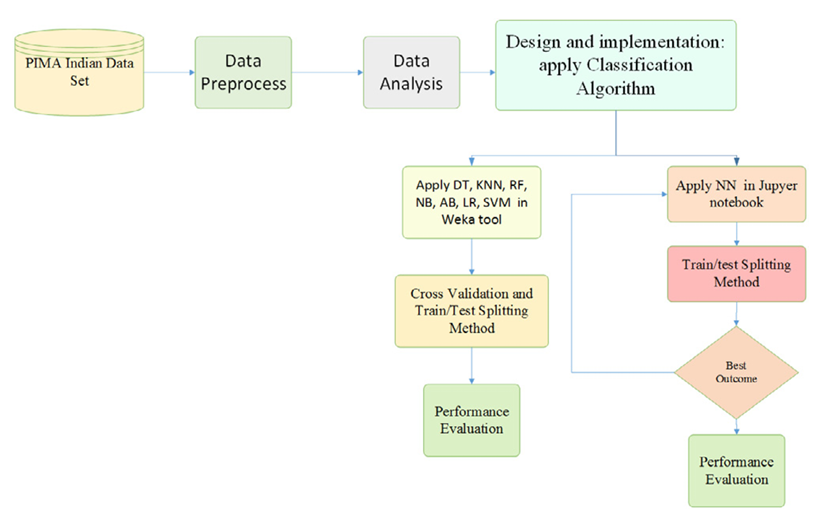 PIMA Indian Data
Set
Data
Preprocess
Data
Analysis
Design and implementation:
apply Classification
Algorithm
Apply DT, KNN, RF,
NB, AB, LR, SVM in
Weka tool
Cross Validation and
Train/Test Splitting
Method
Performance
Evaluation
Apply NN in Jupyer
notebook
Train/test Splitting
Method
Best
Outcome
Performance
Evaluation